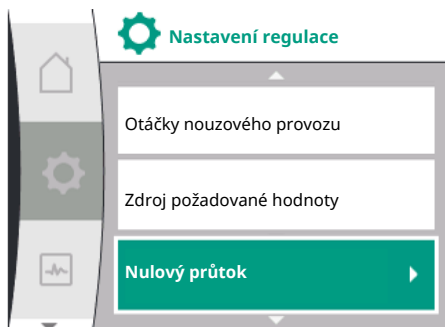 Nastavení regulace
Otáčky nouzového provozu
Zdroj požadované hodnoty
Nulový průtok